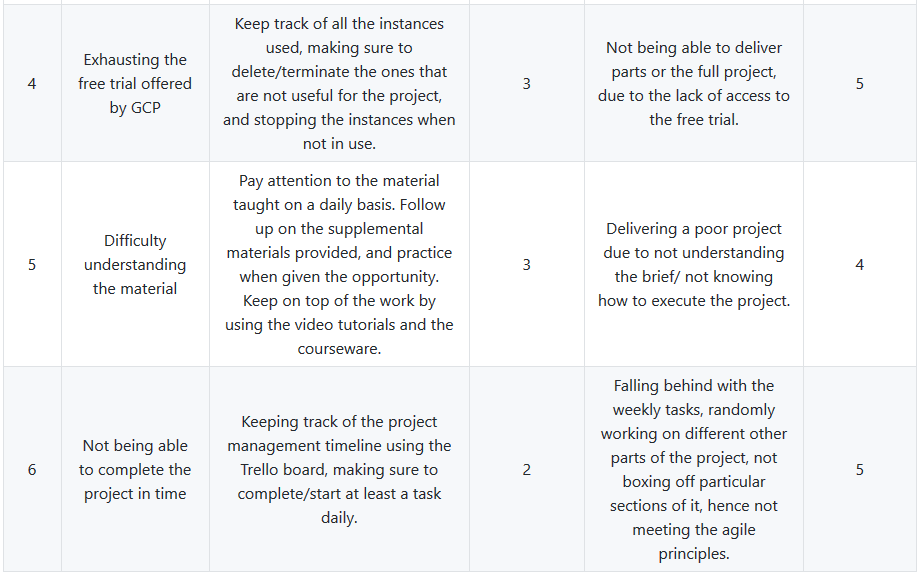 4
Exhausting the
free trial offered
by GCP
Keep track of all the instances
used, making sure to
delete/terminate the ones that
are not useful for the project,
and stopping the instances when
not in use.
3
Not being able to deliver
parts or the full project,
due to the lack of access to
the free trial.
5
5
Difficulty
understanding
the material
Pay attention to the material
taught on a daily basis. Follow
up on the supplemental
materials provided, and practice
when given the opportunity.
Keep on top of the work by
using the video tutorials and the
courseware.
3
Delivering a poor project
due to not understanding
the brief/ not knowing
how to execute the project.
4
6
Not being able
to complete the
project in time
Keeping track of the project
management timeline using the
Trello board, making sure to
complete/start at least a task
daily.
2
Falling behind with the
weekly tasks, randomly
working on different other
parts of the project, not
boxing off particular
sections of it, hence not
meeting the agile
principles.
5